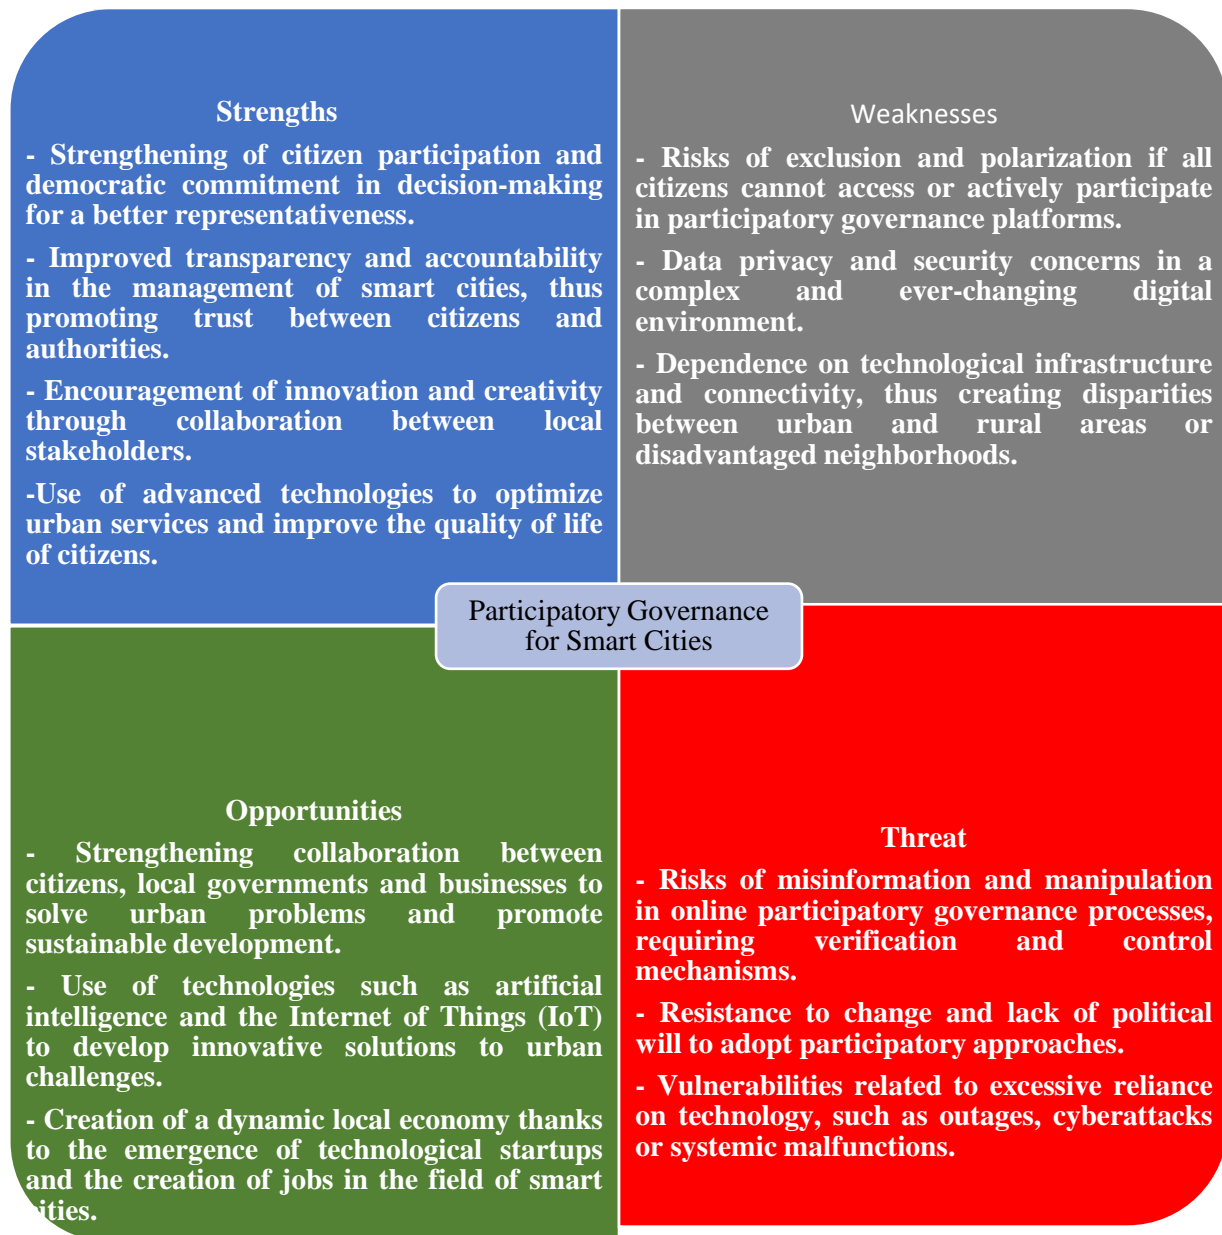 Strengths
- Strengthening of citizen participation and
democratic commitment in decision-making
for a better representativeness.
- Improved transparency and accountability
in the management of smart cities, thus
promoting trust between citizens and
authorities.
- Encouragement of innovation and creativity
through collaboration between local
stakeholders.
-Use of advanced technologies to optimize
urban services and improve the quality of life
of citizens.
Weaknesses
- Risks of exclusion and polarization if all
citizens cannot access or actively participate
in participatory governance platforms.
- Data privacy and security concerns in a
complex and ever-changing digital
environment.
- Dependence on technological infrastructure
and connectivity, thus creating disparities
between urban and rural areas or
disadvantaged neighborhoods.
Participatory Governance
for Smart Cities
Opportunities
- Strengthening collaboration between
citizens, local governments and businesses to
solve urban problems and promote
sustainable development.
- Use of technologies such as artificial
intelligence and the Internet of Things (IoT)
to develop innovative solutions to urban
challenges.
- Creation of a dynamic local economy thanks
to the emergence of technological startups
and the creation of jobs in the field of smart
cities.
Threat
- Risks of misinformation and manipulation
in online participatory governance processes,
requiring verification and control
mechanisms.
- Resistance to change and lack of political
will to adopt participatory approaches.
- Vulnerabilities related to excessive reliance
on technology, such as outages, cyberattacks
or systemic malfunctions.